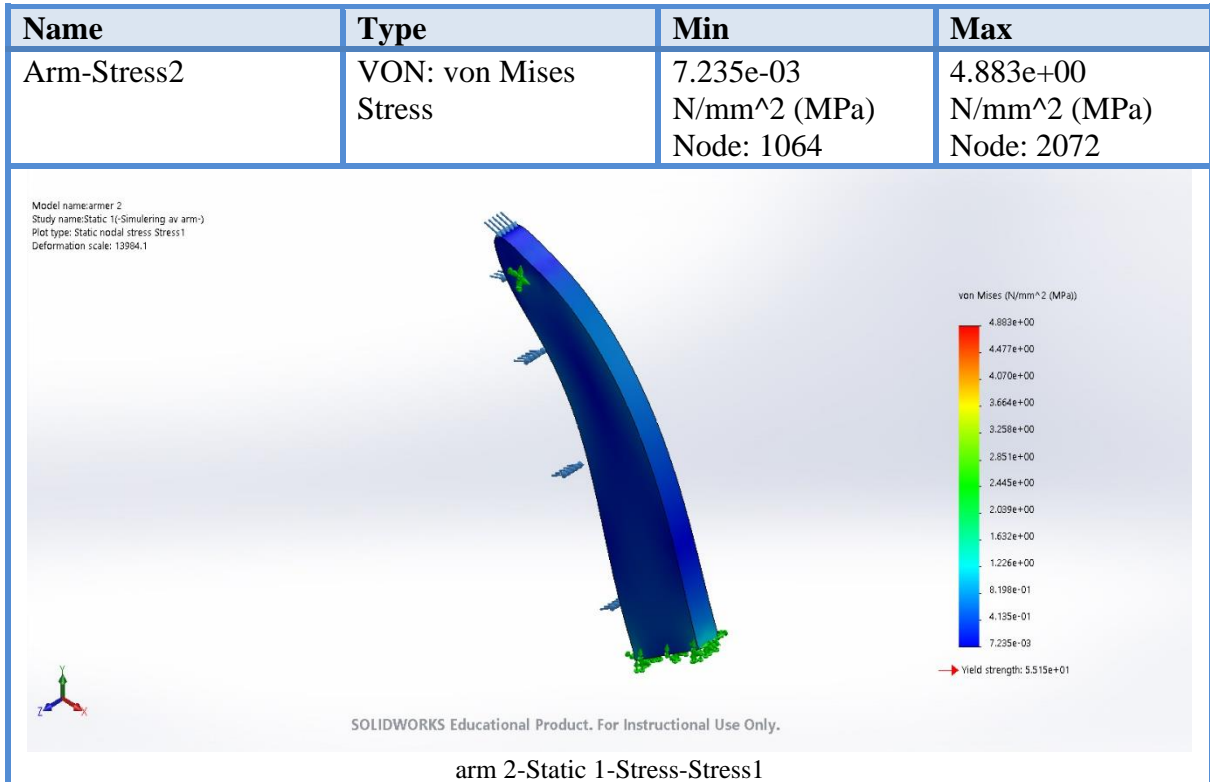 Name Type Min Max
Arm-Stress2 VON: von Mises 7.235e-03 4.883e+00
Stress N/mm^2 (MPa) N/mm^2 (MPa)
Node: 1064 Node: 2072
Model name:armer 2
Study name:Static 1(-Simulering av arm-)
Plot type: Static nodal stress Stress1
Deformation scale: 13984.1
von Mises (N/mm^2 (MPa))
4.883e+00
4.477e+00
4.070e+00
3.664e+00
3.258e+00
2.851e+00
2.445e+00
2.039e+00
1.632e+00
1.226e+00
8.198e-01
4.135e-01
7.235e-03
Yield strength: 5.515e+01
Y
Z X
SOLIDWORKS Educational Product. For Instructional Use Only.
arm 2-Static 1-Stress-Stress1